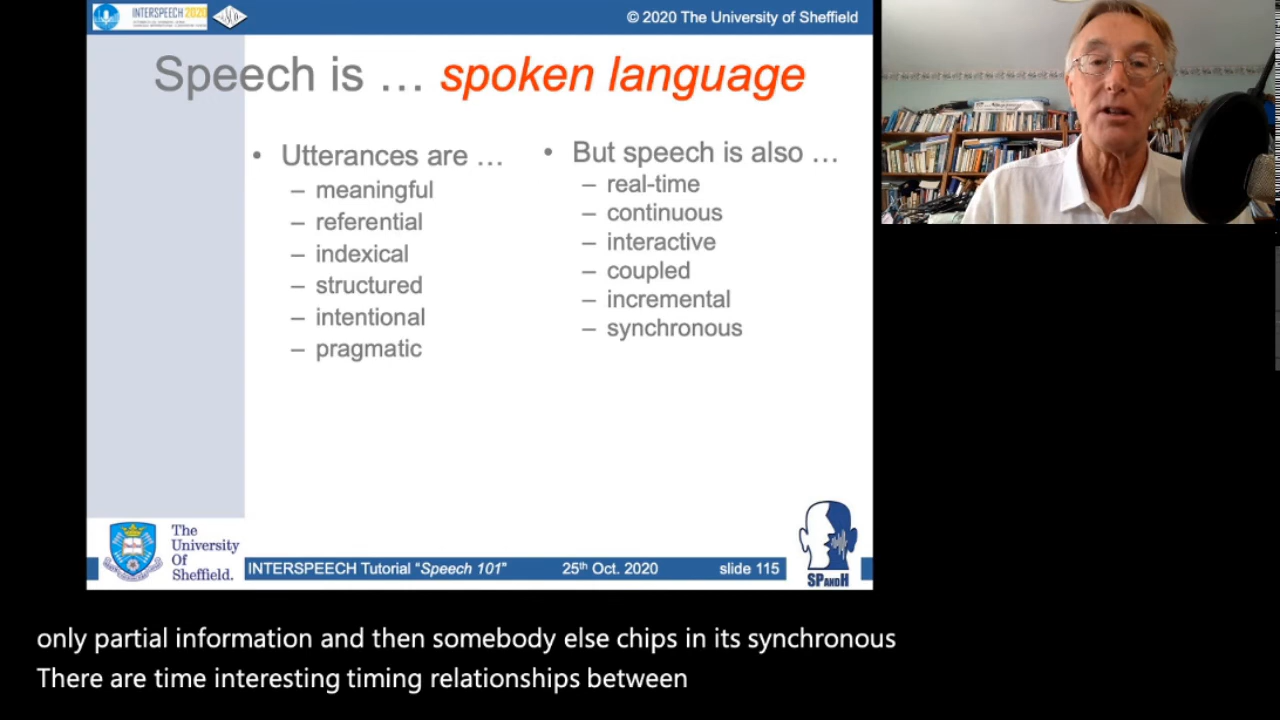 INTERSPEECH 2020
© 2020 The University of Sheffield
Speech is … spoken language
• Utterances are …
– meaningful
– referential
– indexical
– structured
– intentional
– pragmatic
• But speech is also …
– real-time
– continuous
– interactive
– coupled
– incremental
– synchronous
The
University
Of
Sheffield.
INTERSPEECH Tutorial “Speech 101” 25th Oct. 2020 slide 115
SPANDH
only partial information and then somebody else chips in its synchronous
There are time interesting timing relationships between